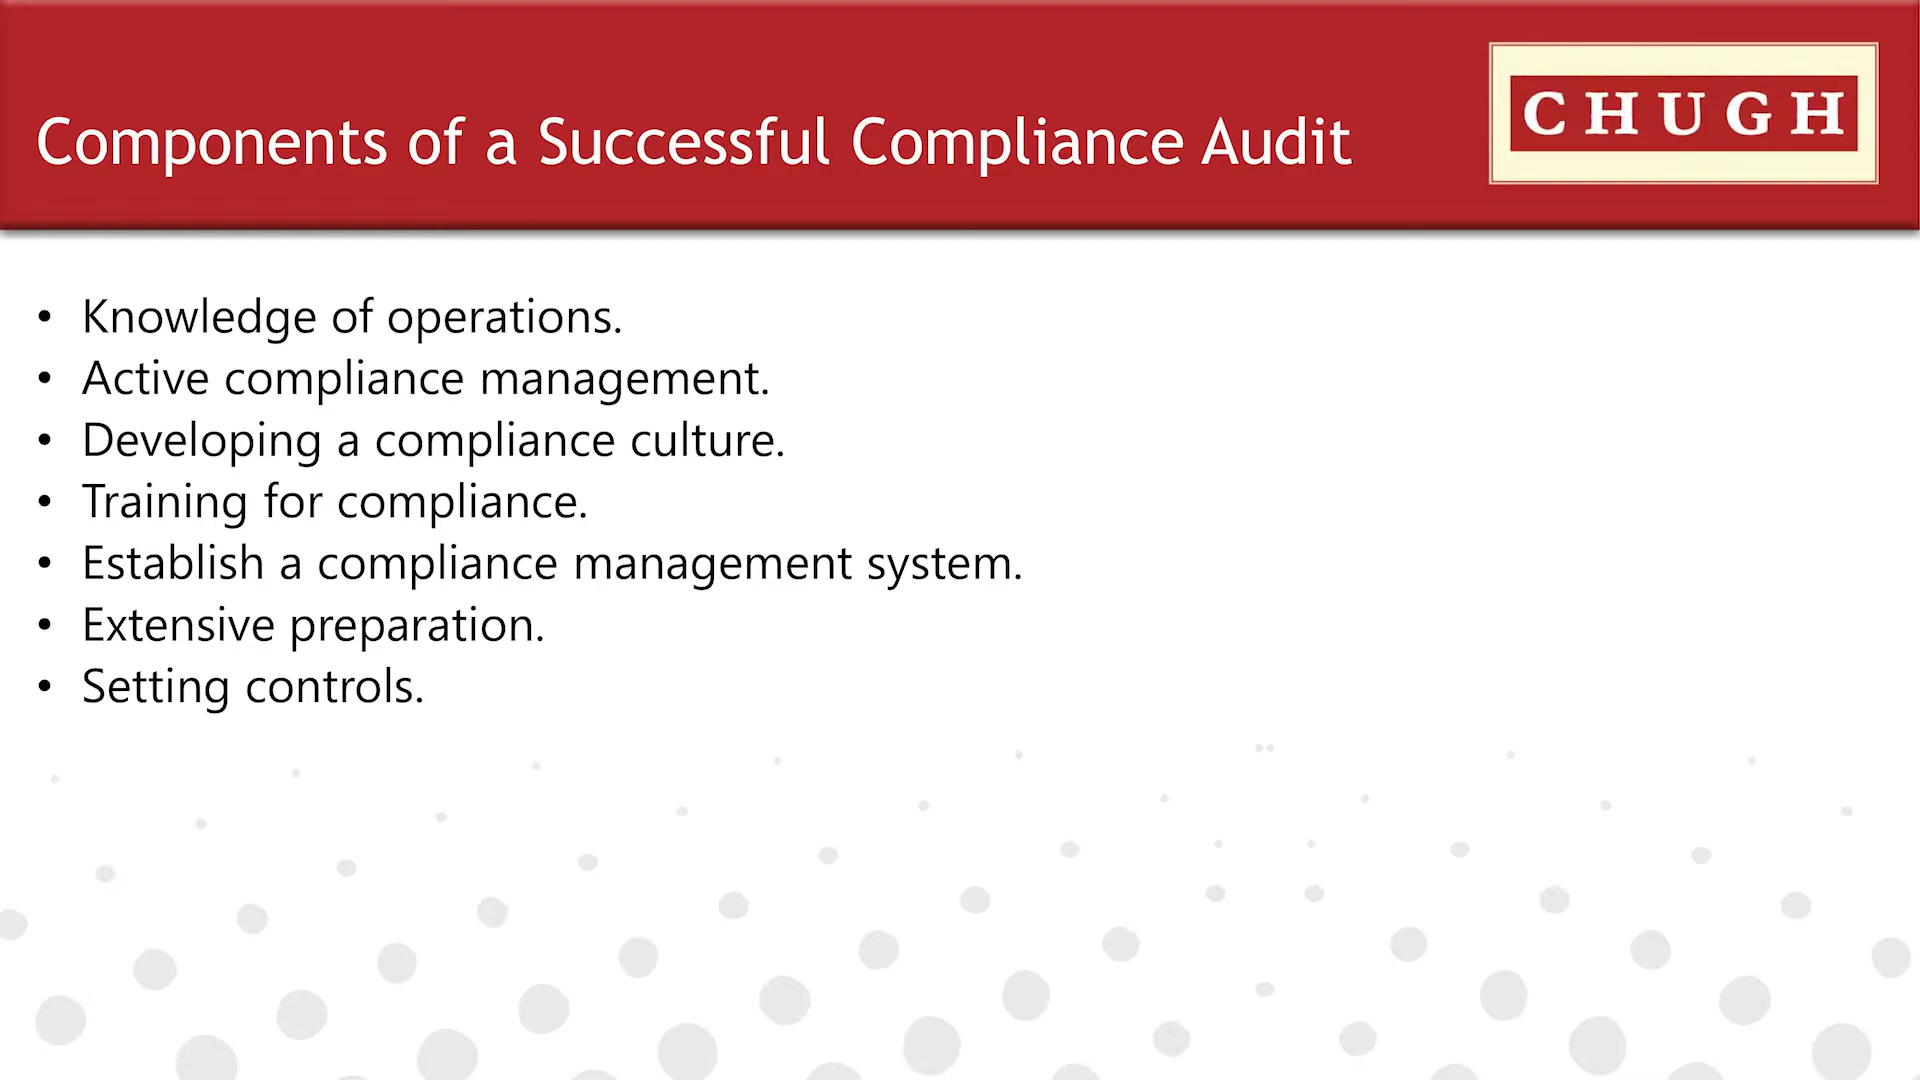 Components of a Successful Compliance Audit
CHUGH
• Knowledge of operations.
• Active compliance management.
• Developing a compliance culture.
• Training for compliance.
• Establish a compliance management system.
• Extensive preparation.
• Setting controls.